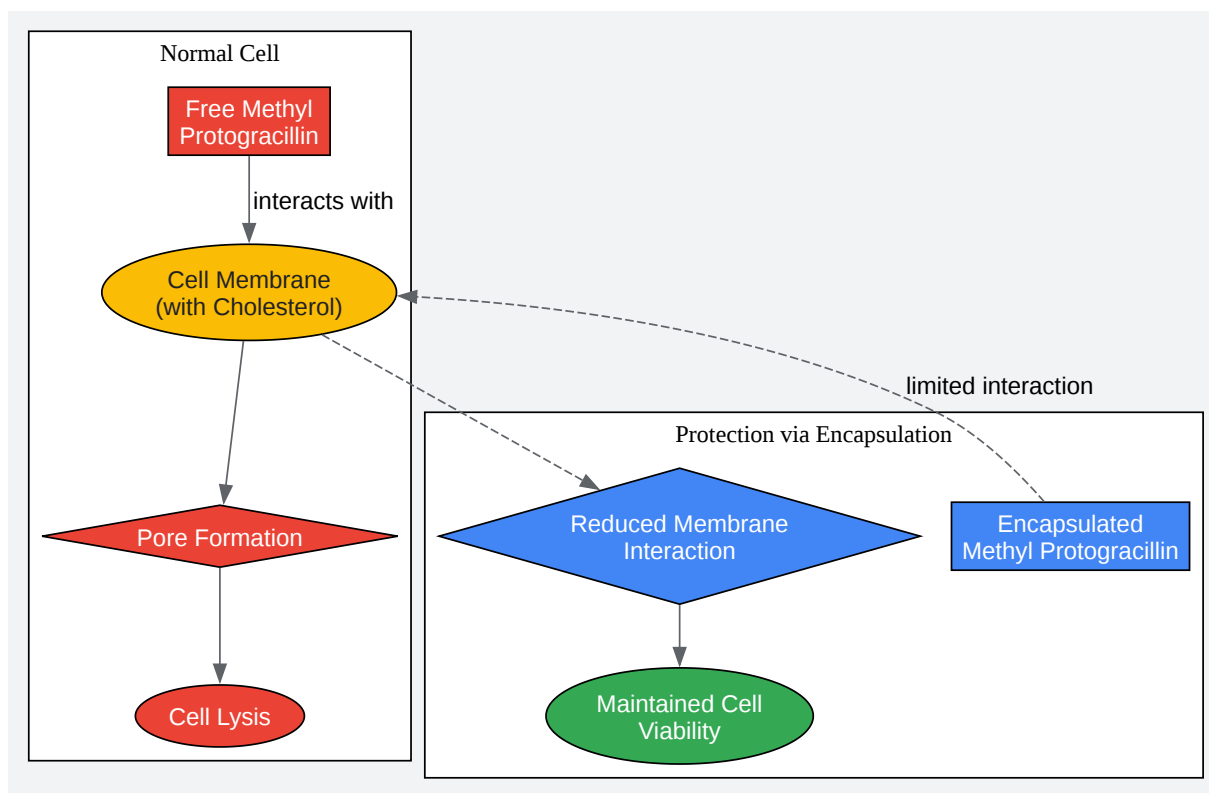 Normal Cell
Free Methyl
Protogracillin
interacts with
Cell Membrane
(with Cholesterol)
Pore Formation
Cell Lysis
limited interaction
Protection via Encapsulation
Reduced Membrane
Interaction
Encapsulated
Methyl Protogracillin
Maintained Cell
Viability